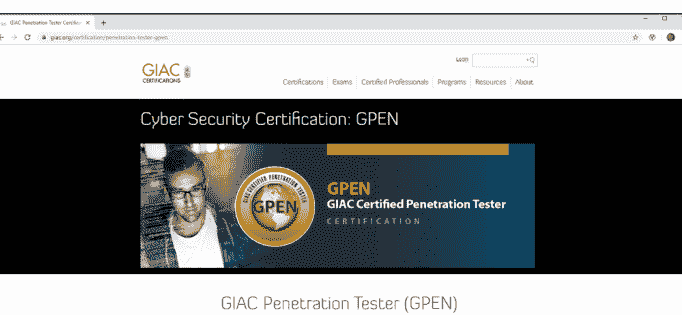 GIAC Penetration Tester Certific
giac.org/certification/penetration-tester-gpen
Login
GIAC
CERTIFICATIONS
Certifications Exams Certified Professionals Programs Resources About
Cyber Security Certification: GPEN
GIAC CERTIFIED PENETRATION TESTER
GPEN
GPEN
GIAC Certified Penetration Tester
CERTIFICATION
GIAC Penetration Tester (GPEN)